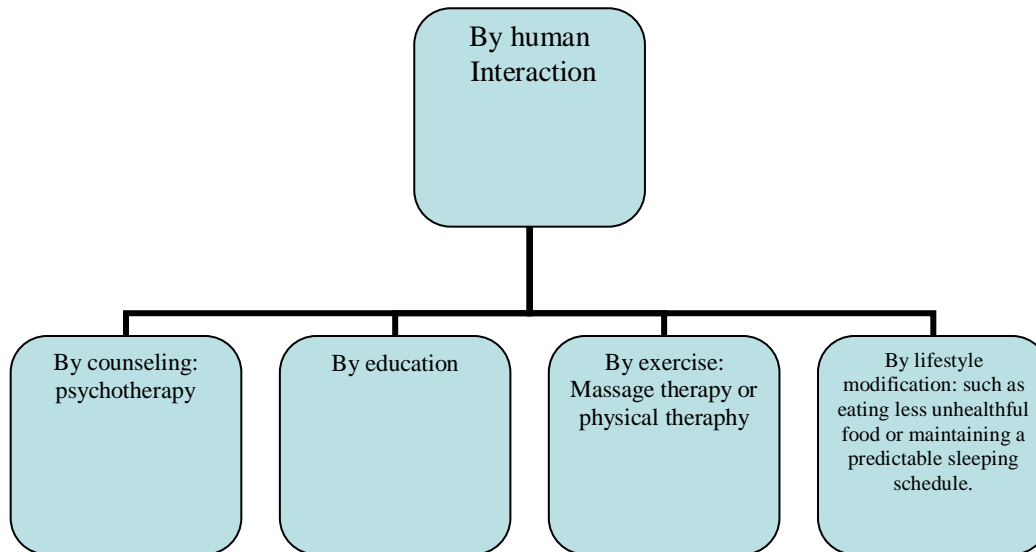 By human
Interaction
By counseling:
psychotherapy
By education
By exercise:
Massage therapy or
physical theraphy
By lifestyle
modification: such as
eating less unhealthful
food or maintaining a
predictable sleeping
schedule.